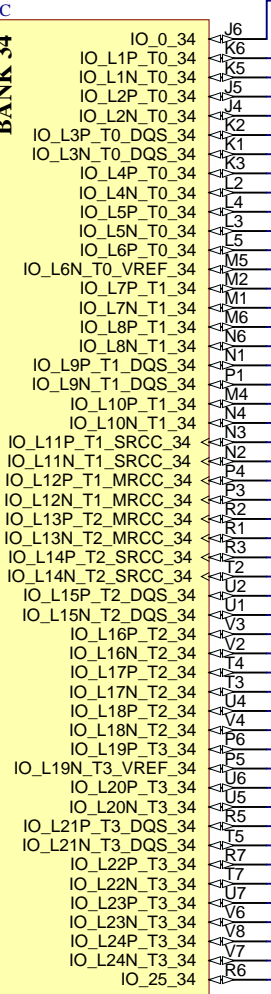 C
BANK 34
IO_0_34 J6
IO_L1P_T0_34 K6
IO_L1N_T0_34 K5
IO_L2P_T0_34 J5
IO_L2N_T0_34 J4
IO_L3P_T0_DQS_34 K2
IO_L3N_T0_DQS_34 K1
IO_L4P_T0_34 K3
IO_L4N_T0_34 L2
IO_L5P_T0_34 L4
IO_L5N_T0_34 L3
IO_L6P_T0_34 L5
IO_L6N_T0_VREF_34 M5
IO_L7P_T1_34 M2
IO_L7N_T1_34 M1
IO_L8P_T1_34 M6
IO_L8N_T1_34 N6
IO_L9P_T1_DQS_34 N1
IO_L9N_T1_DQS_34 P1
IO_L10P_T1_34 M4
IO_L10N_T1_34 N4
IO_L11P_T1_SRCC_34 N3
IO_L11N_T1_SRCC_34 N2
IO_L12P_T1_MRCC_34 P4
IO_L12N_T1_MRCC_34 P3
IO_L13P_T2_MRCC_34 R2
IO_L13N_T2_MRCC_34 R1
IO_L14P_T2_SRCC_34 R3
IO_L14N_T2_SRCC_34 T2
IO_L15P_T2_DQS_34 U2
IO_L15N_T2_DQS_34 U1
IO_L16P_T2_34 V3
IO_L16N_T2_34 V2
IO_L17P_T2_34 T4
IO_L17N_T2_34 T3
IO_L18P_T2_34 U4
IO_L18N_T2_34 V4
IO_L19P_T3_34 P6
IO_L19N_T3_VREF_34 P5
IO_L20P_T3_34 U6
IO_L20N_T3_34 U5
IO_L21P_T3_DQS_34 R5
IO_L21N_T3_DQS_34 T5
IO_L22P_T3_34 R7
IO_L22N_T3_34 T7
IO_L23P_T3_34 U7
IO_L23N_T3_34 V6
IO_L24P_T3_34 V8
IO_L24N_T3_34 V7
IO_25_34 R6